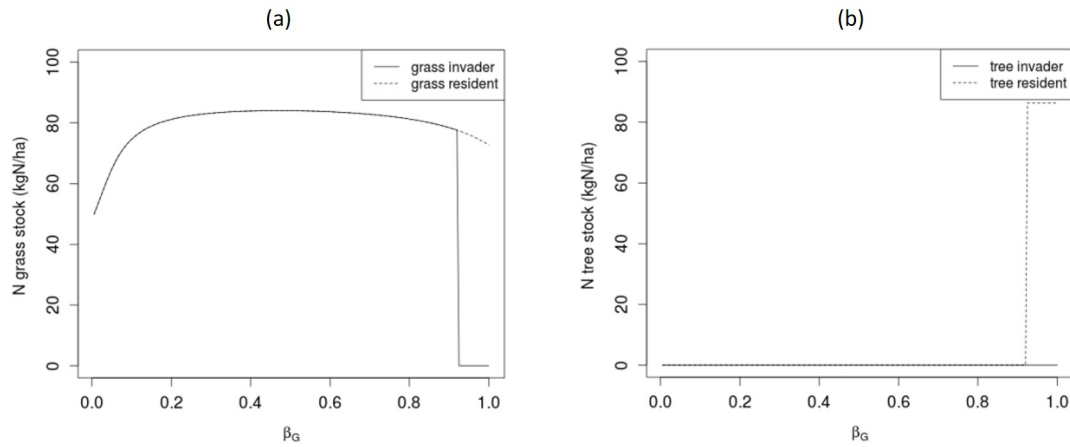 (a)
grass invader
grass resident
N grass stock (kgN/ha)
100
80
60
40
20
0
0.0 0.2 0.4 0.6 0.8 1.0
βG
(b)
tree invader
tree resident
N tree stock (kgN/ha)
100
80
60
40
20
0
0.0 0.2 0.4 0.6 0.8 1.0
βG